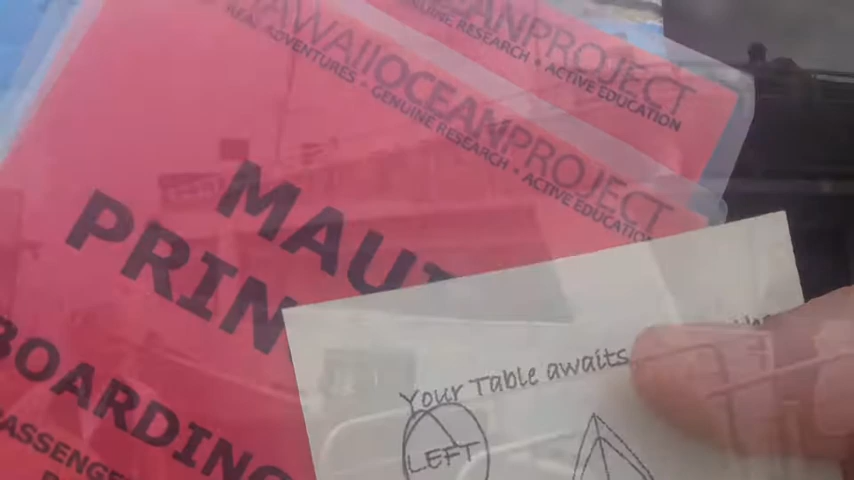 OCEANPROJECT
GENUINE RESEARCH • ACTIVE EDUCATION
HAWAIIOCEANPROJECT
REAL ADVENTURES • GENUINE RESEARCH • ACTIVE EDUCATION
MAUI
PRIN
BOARDING
PASSENGE
Your Table awaits
LEFT